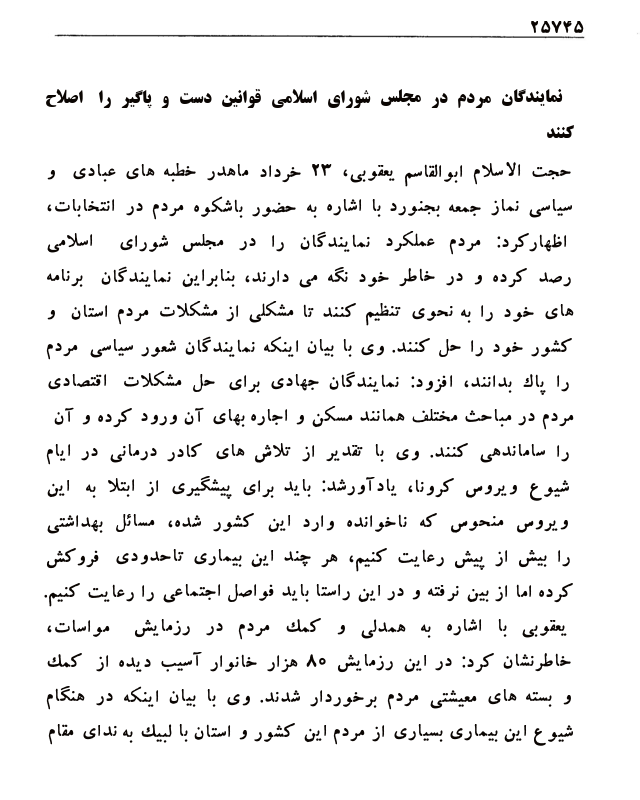 ۲۵۷۴۵
نمایندگان مردم در مجلس شورای اسلامی قوانین دست و پاگیر را اصلاح
کنند
حجت الاسلام ابوالقاسم یعقوبی، ۲۳ خرداد ماهدر خطبه های عبادی و
سیاسی نماز جمعه بجنورد با اشاره به حضور باشکوه مردم در انتخابات،
اظهارکرد: مردم عملکرد نمایندگان را در مجلس شورای اسلامی
رصد کرده و در خاطر خود نگه می دارند، بنابراین نمایندگان برنامه
های خود را به نحوی تنظیم کنند تا مشکلی از مشکلات مردم استان و
کشور خود را حل کنند. وی با بیان اینکه نمایندگان شعور سیاسی مردم
را پاك بدانند، افزود: نمایندگان جهادی برای حل مشکلات اقتصادی
مردم در مباحث مختلف همانند مسکن و اجاره بهای آن ورود کرده و آن
را ساماندهی کنند. وی با تقدیر از تلاش های کادر درمانی در ایام
شیوع ویروس کرونا، یادآورشد: باید برای پیشگیری از ابتلا به این
ویروس منحوس که ناخوانده وارد این کشور شده، مسائل بهداشتی
را بیش از پیش رعایت کنیم، هر چند این بیماری تاحدودی فروکش
کرده اما از بین نرفته و در این راستا باید فواصل اجتماعی را رعایت کنیم.
یعقوبی با اشاره به همدلی و کمك مردم در رزمایش مواسات،
خاطرنشان کرد: در این رزمایش ۸۰ هزار خانوار آسیب دیده از کمك
و بسته های معیشتی مردم برخوردار شدند. وی با بیان اینکه در هنگام
شیوع این بیماری بسیاری از مردم این کشور و استان با لبیك به ندای مقام